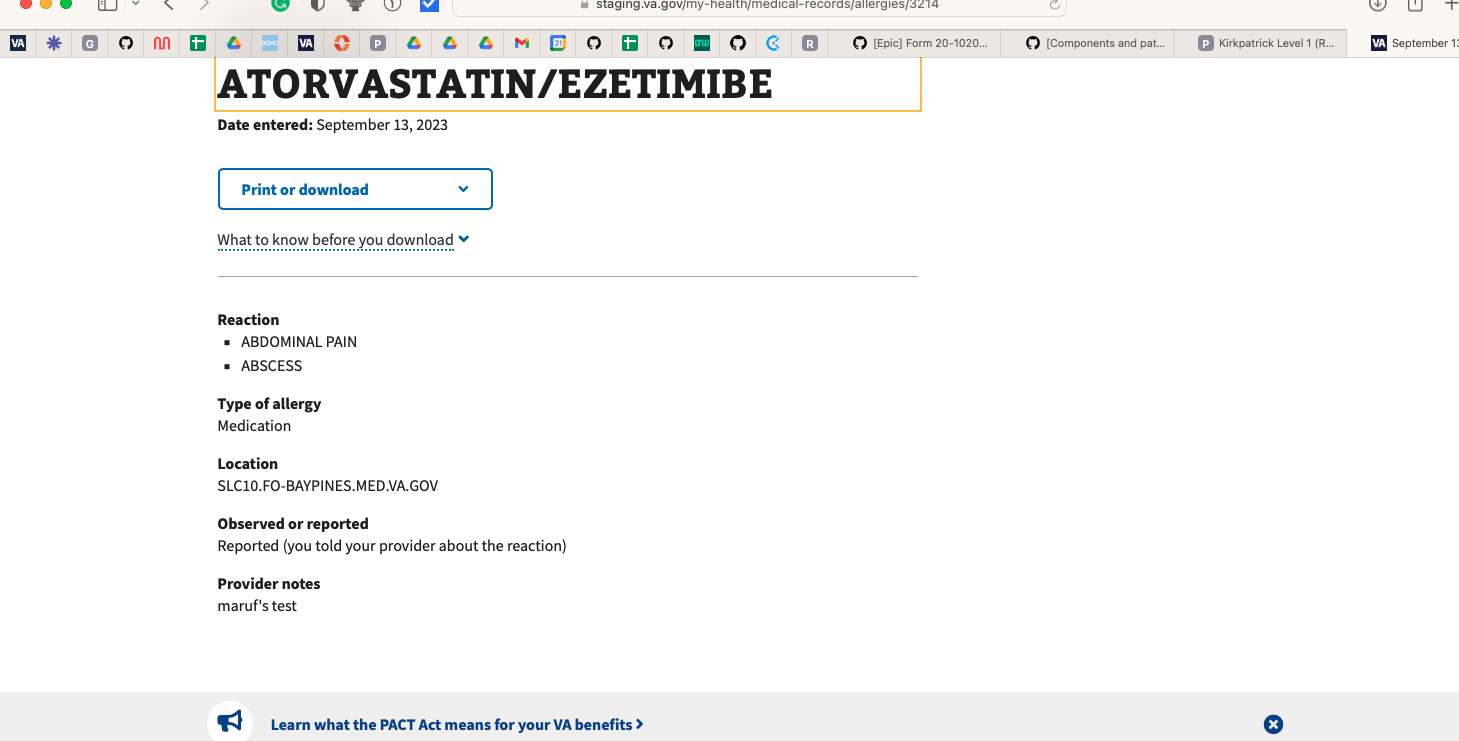 staging.va.gov/my-health/medical-records/allergies/3214
VA G DOMO VA P 31 LTW R [Epic] Form 20-1020... [Components and pat... P Kirkpatrick Level 1 (R... VA September 13
ATORVASTATIN/EZETIMIBE
Date entered: September 13, 2023
Print or download
What to know before you download
Reaction
ABDOMINAL PAIN
ABSCESS
Type of allergy
Medication
Location
SLC10.FO-BAYPINES.MED.VA.GOV
Observed or reported
Reported (you told your provider about the reaction)
Provider notes
maruf's test
Learn what the PACT Act means for your VA benefits